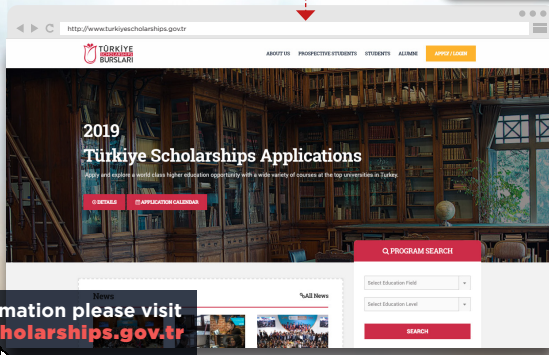 http://www.turkiyescholarships.gov.tr
TÜRKİYE
SCHOLARSHIPS
BURSLARI
ABOUT US PROSPECTIVE STUDENTS STUDENTS ALUMNI APPLY / LOGIN
2019
Türkiye Scholarships Applications
Apply and explore a world class higher education opportunity with a wide variety of courses at the top universities in Turkey.
DETAILS APPLICATION CALENDAR
PROGRAM SEARCH
Select Education Field
Select Education Level
SEARCH
News All News
mation please visit
holarships.gov.tr